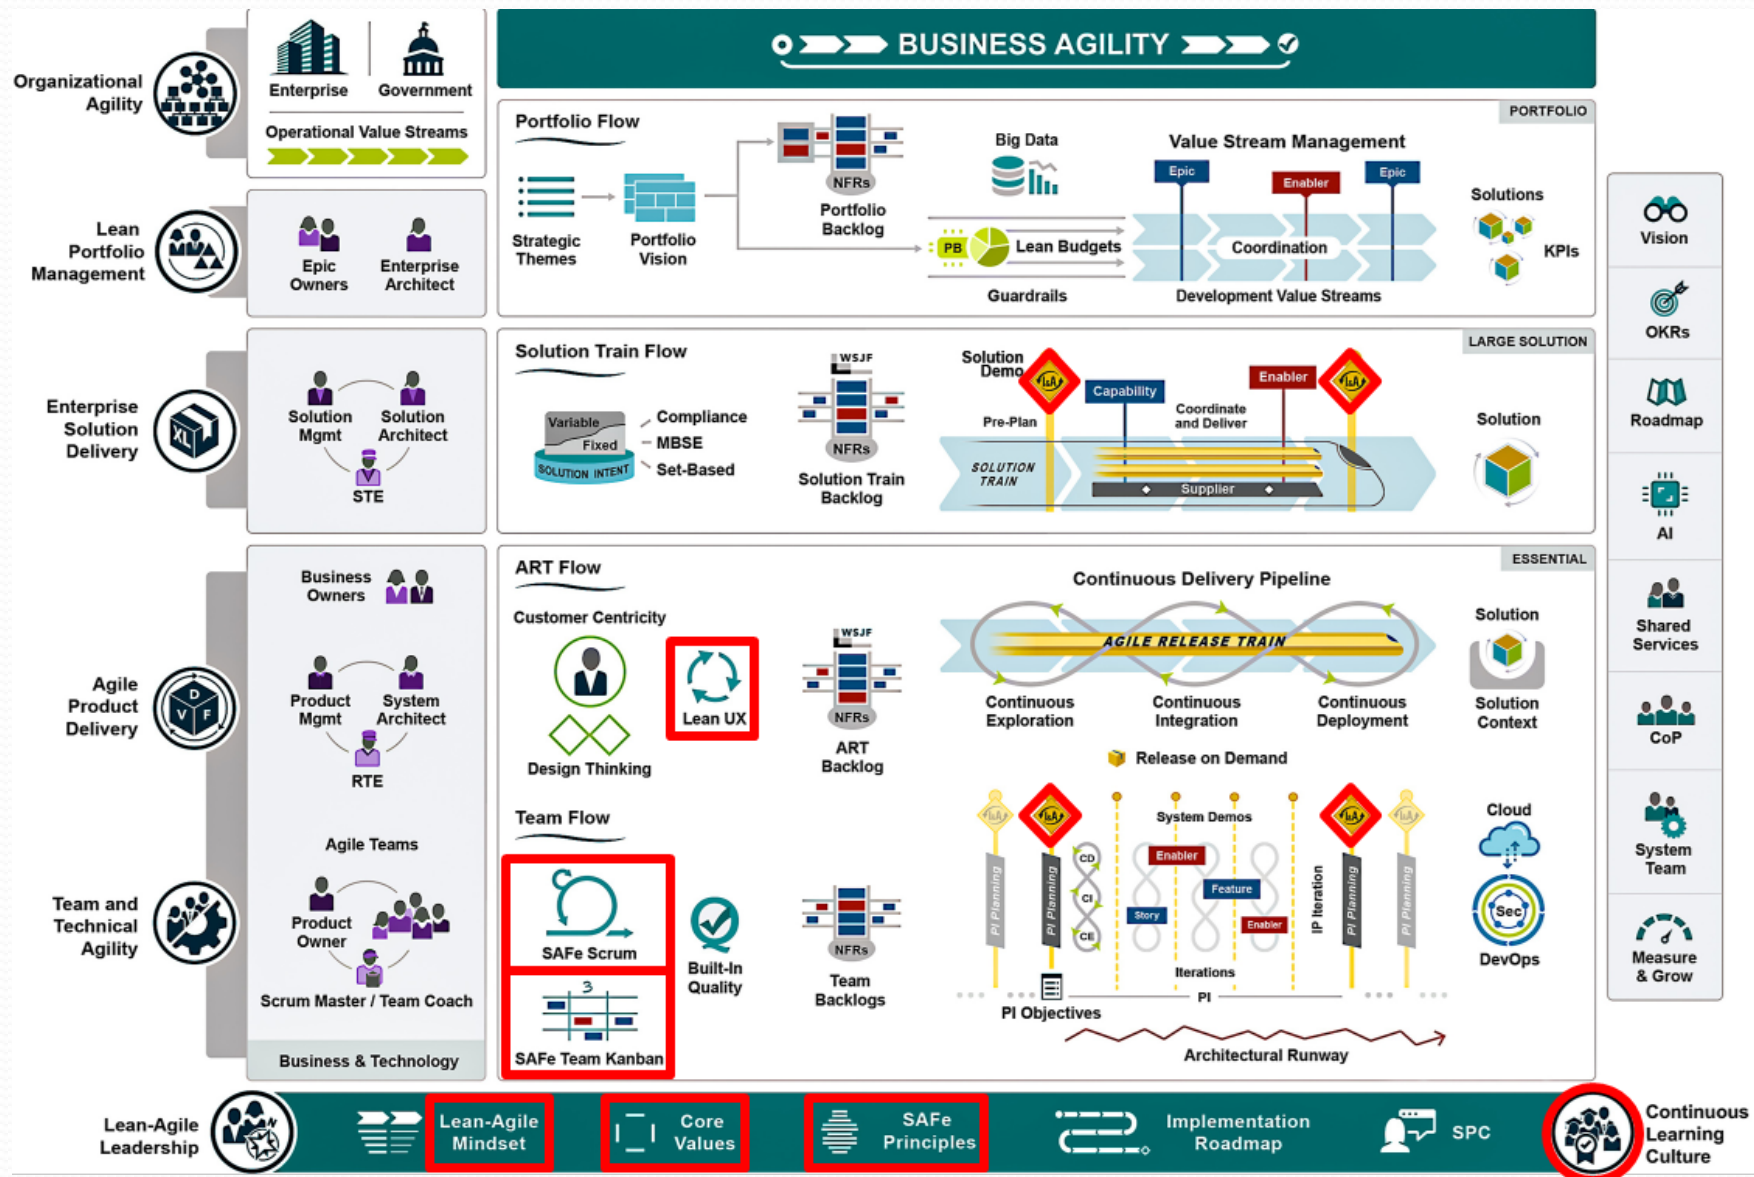 BUSINESS AGILITY
Organizational
Agility
Enterprise
Government
Operational Value Streams
PORTFOLIO
Portfolio Flow
Strategic
Themes
Portfolio
Vision
NFRs
Portfolio
Backlog
Big Data
PB
Lean Budgets
Guardrails
Value Stream Management
Epic
Enabler
Epic
Coordination
Development Value Streams
Solutions
KPIs
Lean
Portfolio
Management
Epic
Owners
Enterprise
Architect
LARGE SOLUTION
Enterprise
Solution
Delivery
XL
Solution
Mgmt
Solution
Architect
STE
Solution Train Flow
Variable
Fixed
SOLUTION INTENT
Compliance
MBSE
Set-Based
WSJF
NFRs
Solution Train
Backlog
Solution
Demo
I&A
Pre-Plan
Capability
Coordinate
and Deliver
Enabler
I&A
SOLUTION
TRAIN
Supplier
Solution
ESSENTIAL
Agile
Product
Delivery
D
V
F
Business
Owners
Product
Mgmt
System
Architect
RTE
ART Flow
Customer Centricity
Design Thinking
Lean UX
WSJF
NFRs
ART
Backlog
Continuous Delivery Pipeline
AGILE RELEASE TRAIN
Continuous
Exploration
Continuous
Integration
Continuous
Deployment
Release on Demand
Solution
Solution
Context
Team and
Technical
Agility
Agile Teams
Product
Owner
Scrum Master / Team Coach
Business & Technology
Team Flow
SAFe Scrum
3
SAFe Team Kanban
Built-In
Quality
NFRs
Team
Backlogs
I&A
I&A
System Demos
I&A
I&A
PI Planning
PI Planning
CD
CI
CE
Enabler
Feature
Story
Enabler
IP Iteration
PI Planning
PI Planning
Iterations
PI
PI Objectives
Architectural Runway
Cloud
Sec
DevOps
Vision
OKRs
Roadmap
AI
Shared
Services
CoP
System
Team
Measure
& Grow
Lean-Agile
Leadership
N
Lean-Agile
Mindset
Core
Values
SAFe
Principles
Implementation
Roadmap
SPC
Continuous
Learning
Culture